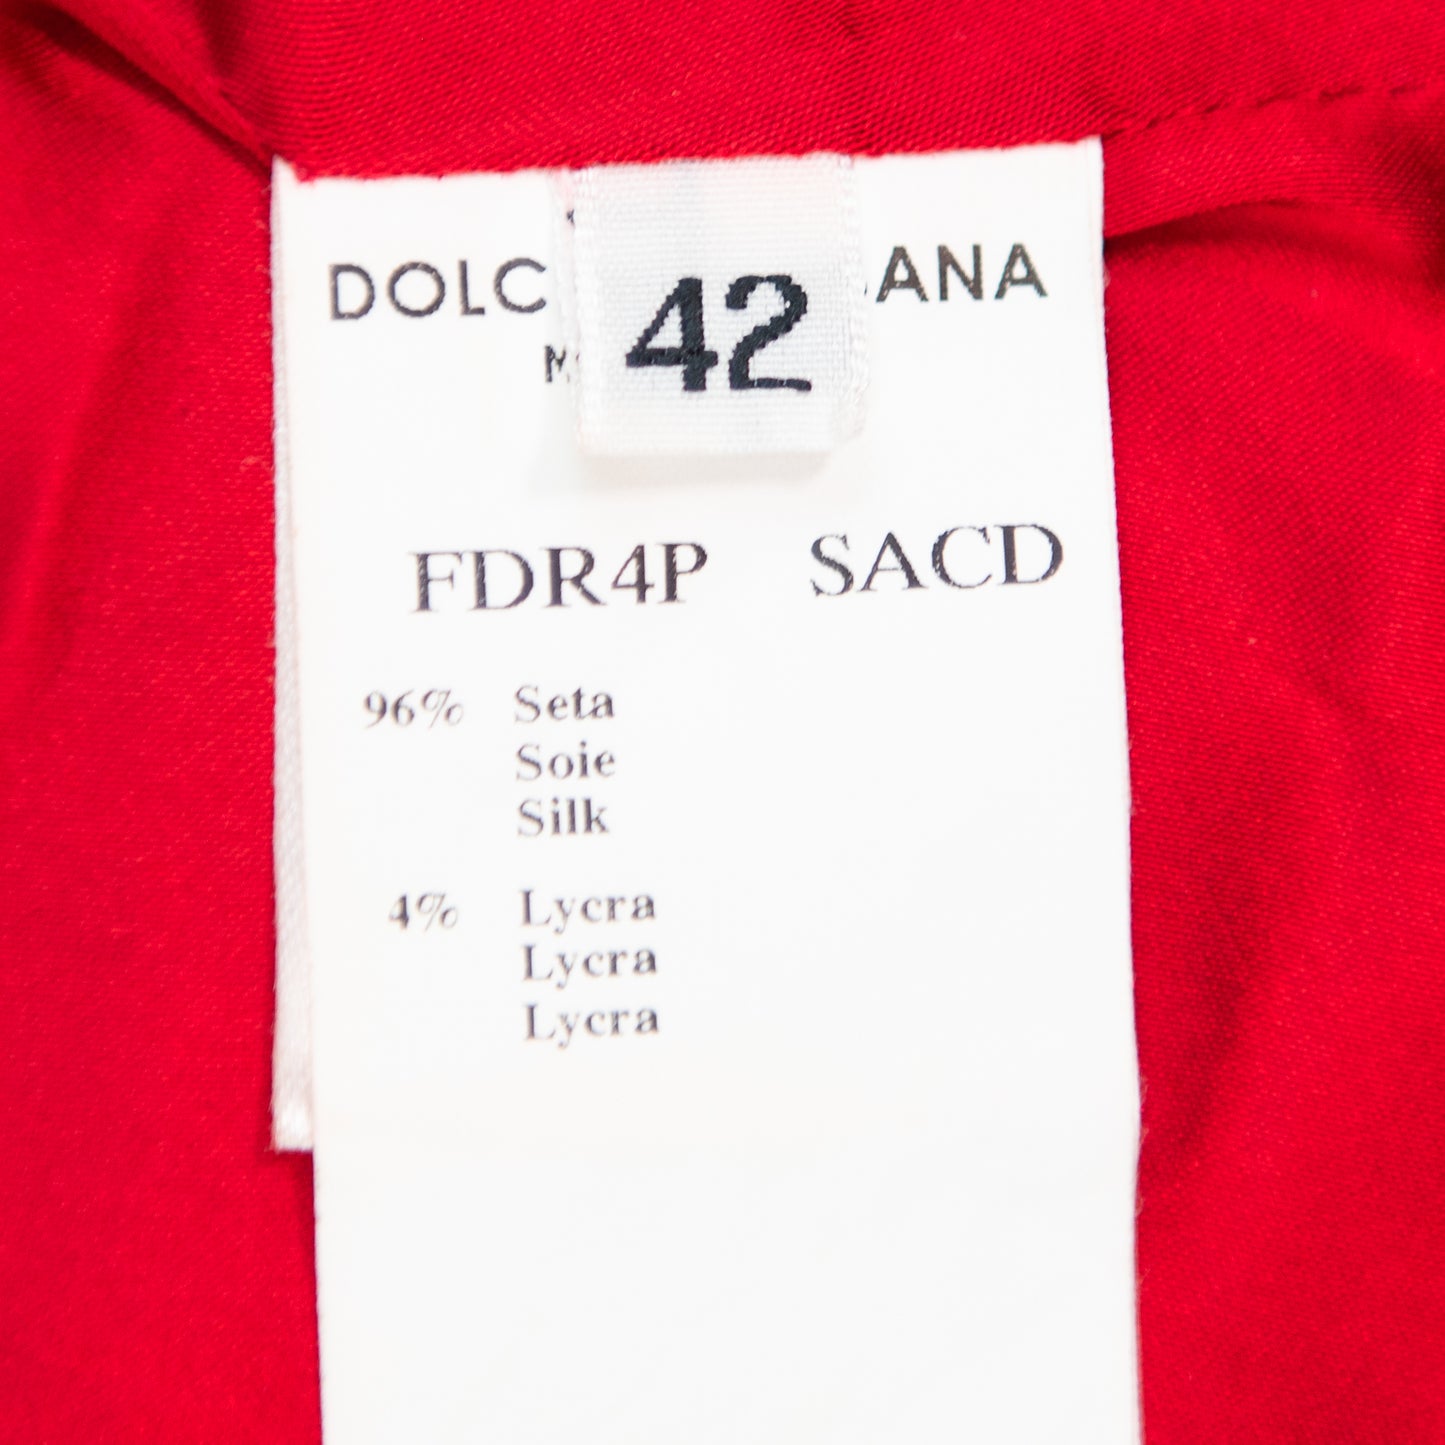 DOLC ANA
42
FDR4P SACD
96% Seta
Soie
Silk
4% Lycra
Lycra
Lycra